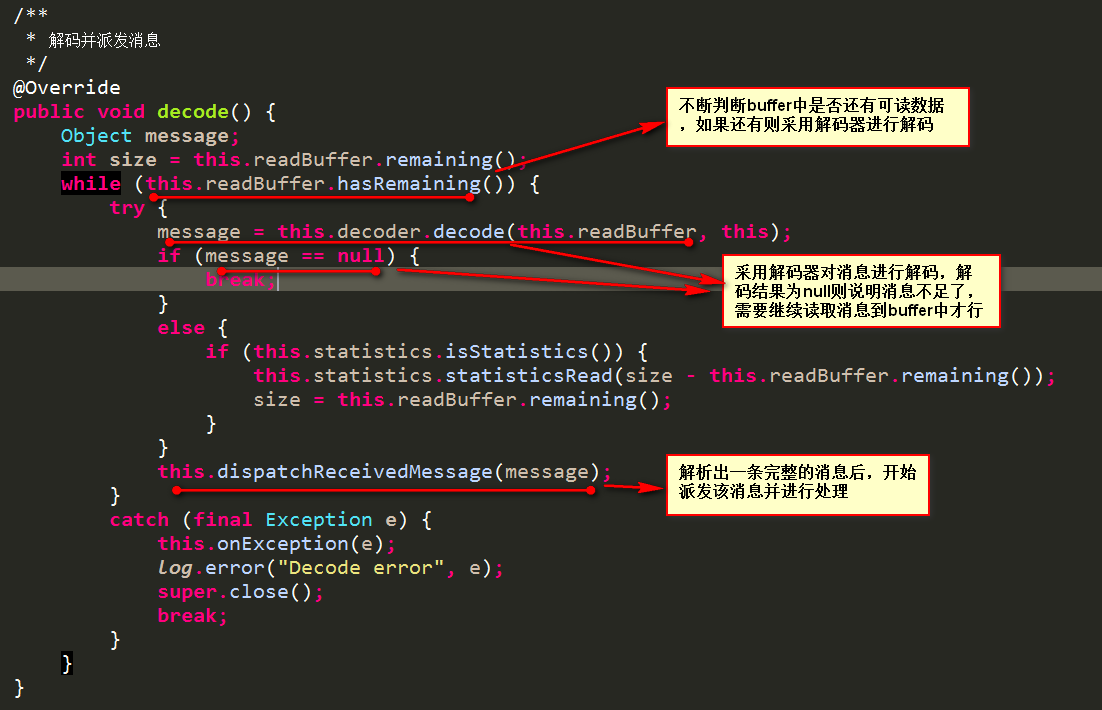 /**
 * 解码并派发消息
 */
@Override
public void decode() {
    Object message;
    int size = this.readBuffer.remaining();
    while (this.readBuffer.hasRemaining()) {
        try {
            message = this.decoder.decode(this.readBuffer, this);
            if (message == null) {
                break;
            }
            else {
                if (this.statistics.isStatistics()) {
                    this.statistics.statisticsRead(size - this.readBuffer.remaining());
                    size = this.readBuffer.remaining();
                }
            }
            this.dispatchReceivedMessage(message);
        }
        catch (final Exception e) {
            this.onException(e);
            log.error("Decode error", e);
            super.close();
            break;
        }
    }
}
不断判断buffer中是否还有可读数据
，如果还有则采用解码器进行解码
采用解码器对消息进行解码，解
码结果为null则说明消息不足了，
需要继续读取消息到buffer中才行
解析出一条完整的消息后，开始
派发该消息并进行处理